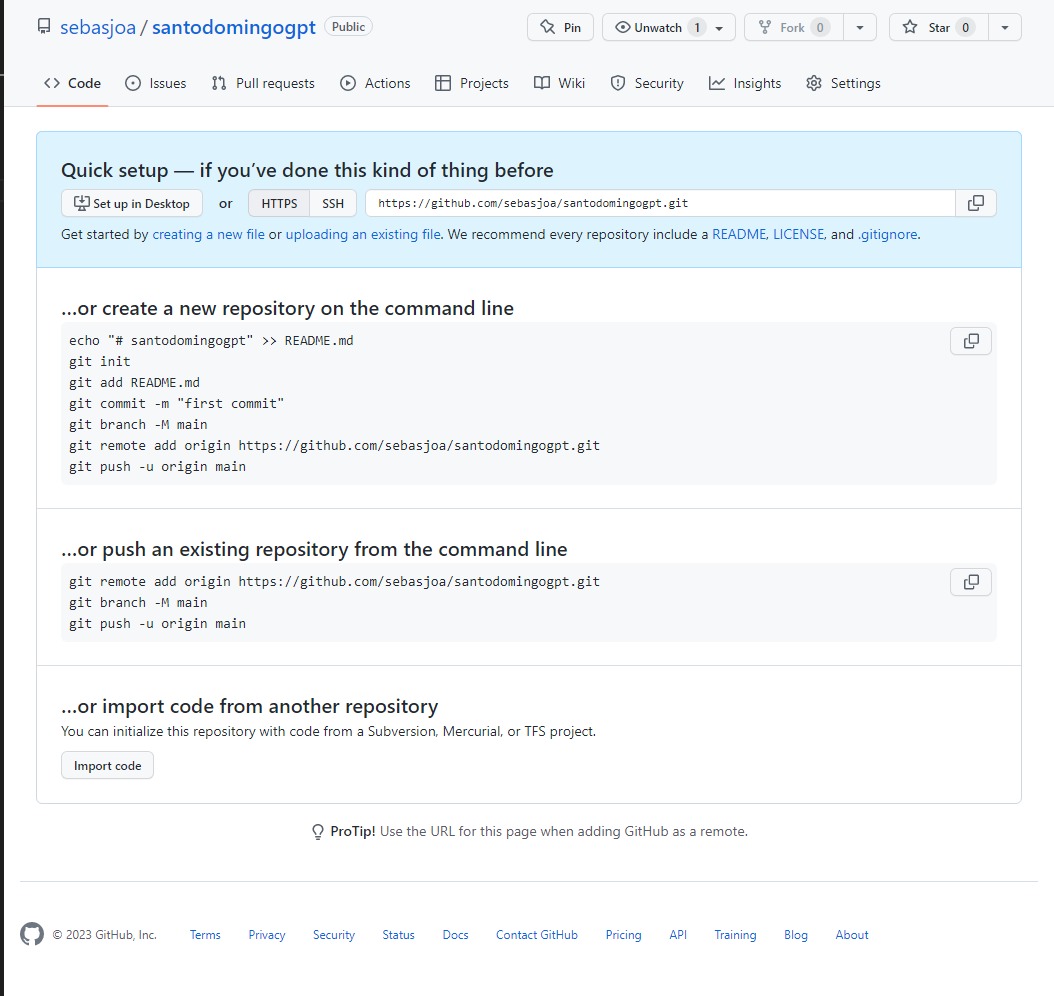 sebasjoa / santodomingogpt Public Pin Unwatch 1 Fork 0 Star 0
Code Issues Pull requests Actions Projects Wiki Security Insights Settings
Quick setup — if you’ve done this kind of thing before
Set up in Desktop or HTTPS SSH https://github.com/sebasjoa/santodomingogpt.git
Get started by creating a new file or uploading an existing file. We recommend every repository include a README, LICENSE, and .gitignore.
…or create a new repository on the command line
echo "# santodomingogpt" >> README.md
git init
git add README.md
git commit -m "first commit"
git branch -M main
git remote add origin https://github.com/sebasjoa/santodomingogpt.git
git push -u origin main
…or push an existing repository from the command line
git remote add origin https://github.com/sebasjoa/santodomingogpt.git
git branch -M main
git push -u origin main
…or import code from another repository
You can initialize this repository with code from a Subversion, Mercurial, or TFS project.
Import code
ProTip! Use the URL for this page when adding GitHub as a remote.
© 2023 GitHub, Inc. Terms Privacy Security Status Docs Contact GitHub Pricing API Training Blog About